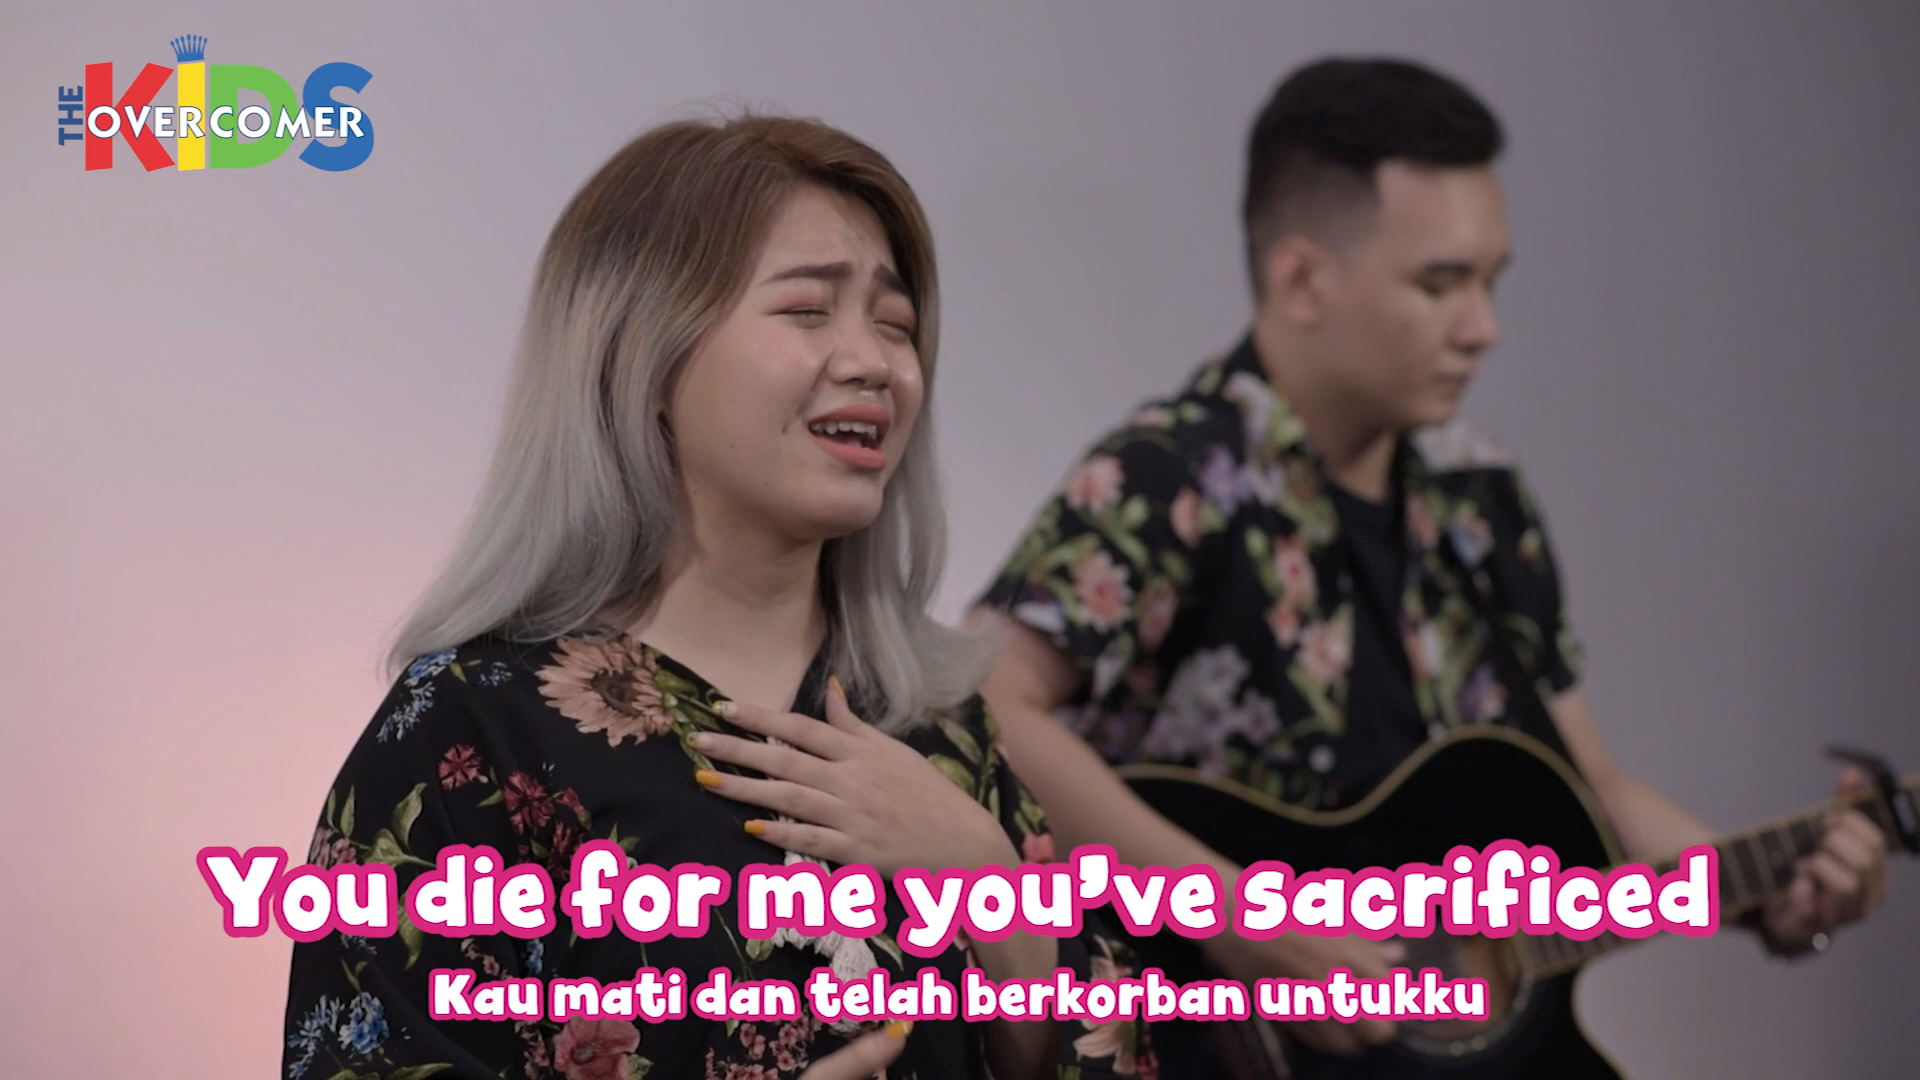 THE
KIDS
OVERCOMER
You die for me you've sacrificed
Kau mati dan telah berkorban untukku